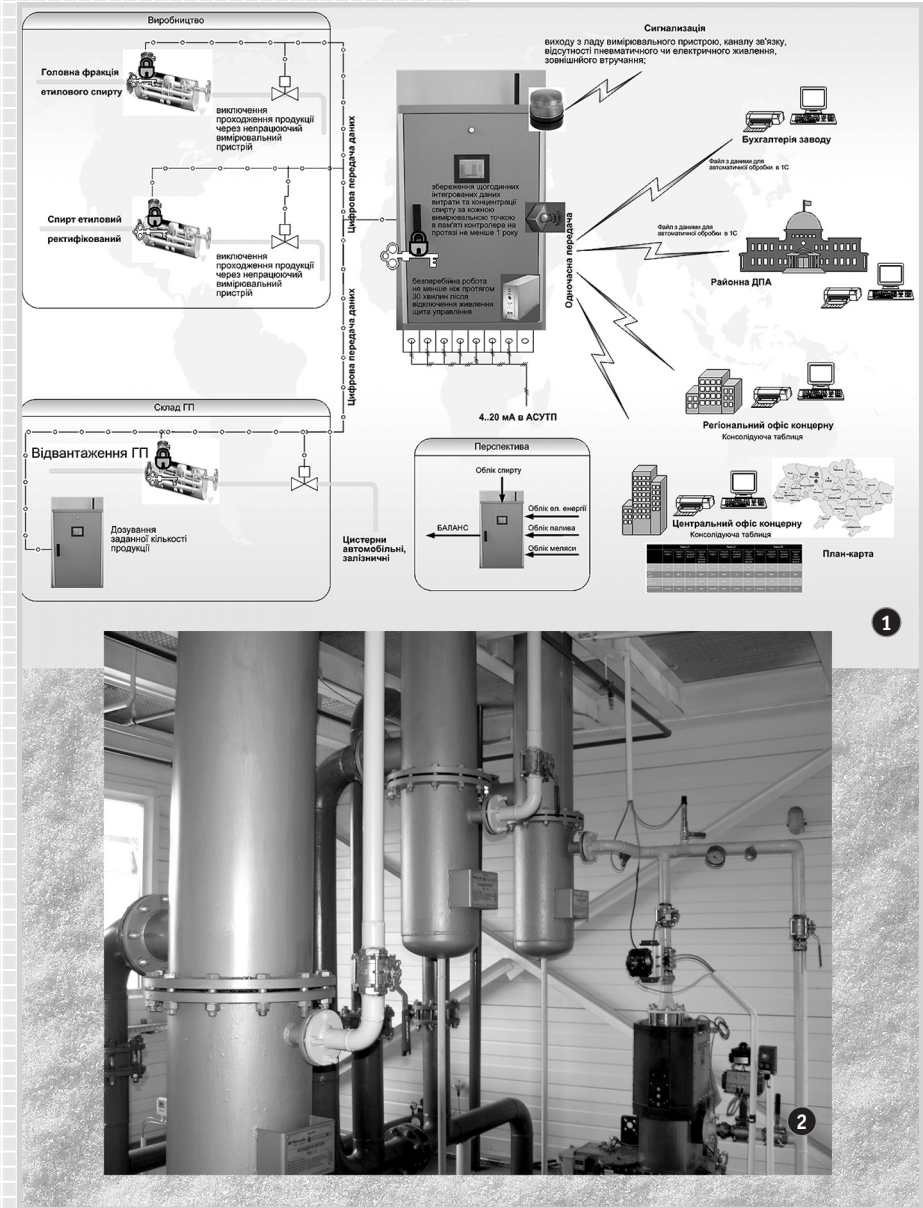 Виробництво
Головна фракція
етилового спирту
виключення
проходження продукції
через непрацюючий
вимірювальний
пристрій
Спирт етиловий
ректифікований
виключення
проходження продукції
через непрацюючий
вимірювальний
пристрій
Цифрова передача даних
Цифрова передача даних
збереження щогодинних
інтегрованих даних
витрати та концентрації
спирту за кожною
вимірювальною точкою
в пам'яті контролера на
протязі не менше 1 року
безперебійна робота
не менше ніж протягом
30 хвилин після
відключення живлення
щита управління
4..20 мА в АСУТП
Сигнализація
виходу з ладу вимірювального пристрою, каналу зв'язку,
відсутності пневматичного чи електричного живлення,
зовнішнйого втручання;
Одночасна передача
Бухгалтерія заводу
Файл з даними для
автоматичної обробки в 1С
Файл з даними для
автоматичної обробки в 1С
Районна ДПА
Регіональний офіс концерну
Консолідуюча таблиця
Центральний офіс концерну
Консолідуюча таблиця
План-карта
Склад ГП
Відвантаження ГП
Дозування
заданної кількості
продукції
Цистерни
автомобільні,
залізничні
Перспектива
Облік спирту
БАЛАНС
Облік ел. енергії
Облік палива
Облік меляси
1
2